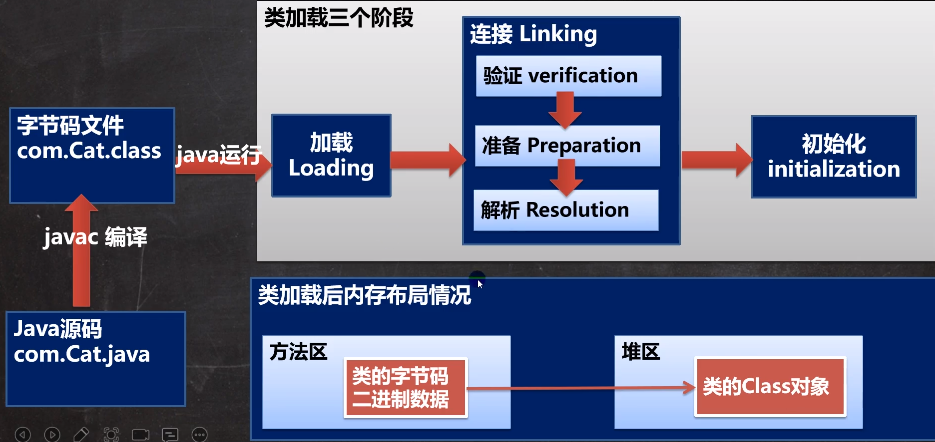 类加载三个阶段
连接 Linking
验证 verification
字节码文件
com.Cat.class
java运行
加载
Loading
准备 Preparation
初始化
initialization
解析 Resolution
javac 编译
类加载后内存布局情况
Java源码
com.Cat.java
方法区
类的字节码
二进制数据
堆区
类的Class对象